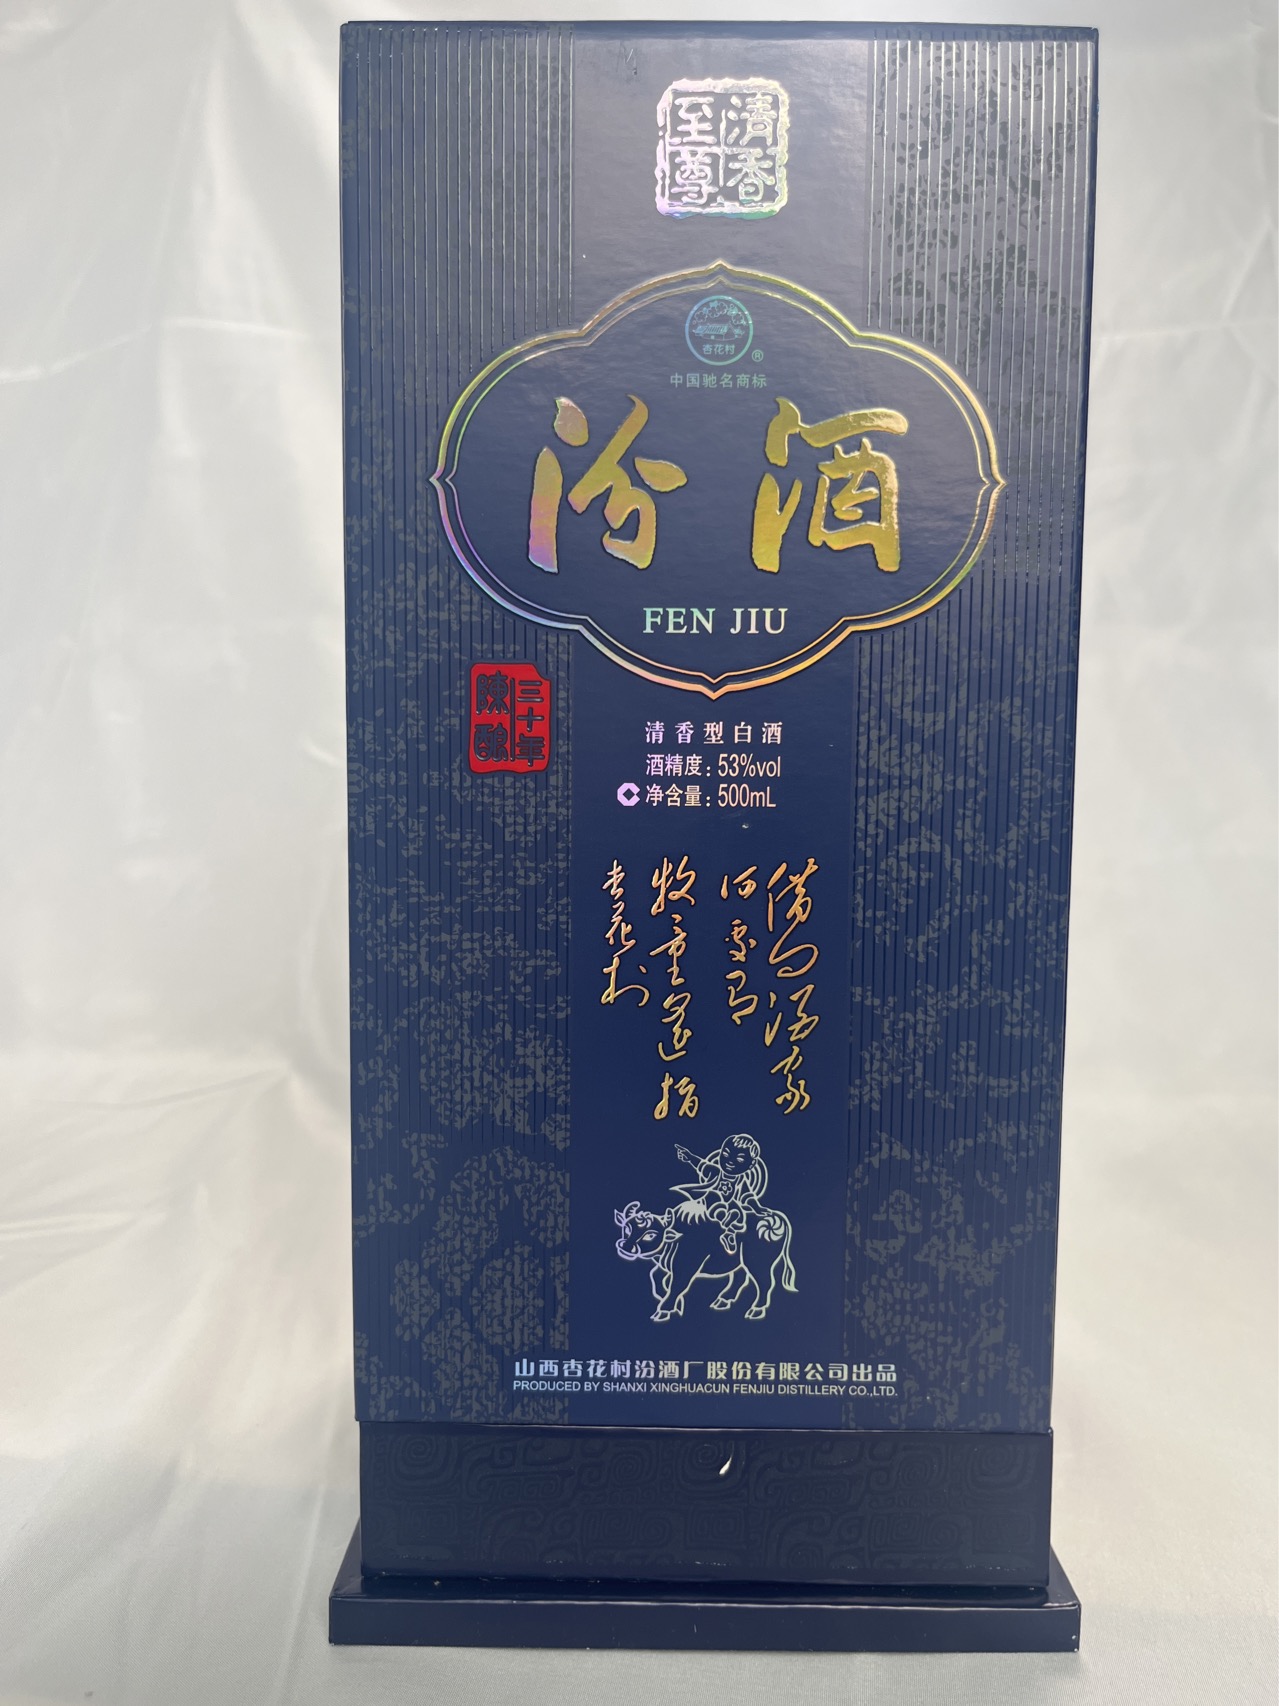 清香
至尊
杏花村
®
中国驰名商标
汾酒
FEN JIU
三十年
陳釀
清香型白酒
酒精度：53%vol
净含量：500mL
借问酒家
何处有
牧童遥指
杏花村
山西杏花村汾酒厂股份有限公司出品
PRODUCED BY SHANXI XINGHUACUN FENJIU DISTILLERY CO.,LTD.